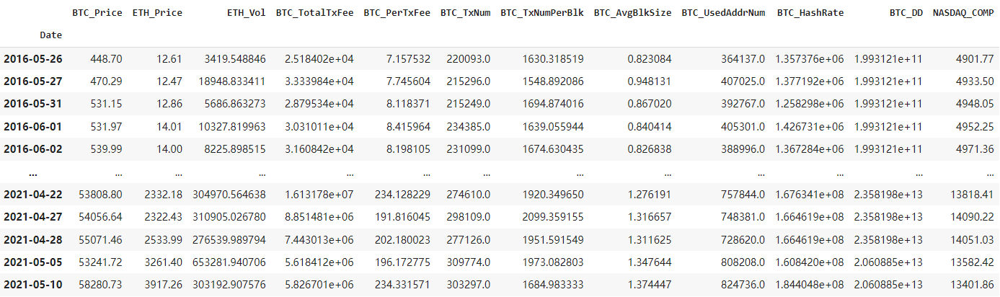 BTC_Price ETH_Price ETH_Vol BTC_TotalTxFee BTC_PerTxFee BTC_TxNum BTC_TxNumPerBlk BTC_AvgBlkSize BTC_UsedAddrNum BTC_HashRate BTC_DD NASDAQ_COMP
Date
2016-05-26 448.70 12.61 3419.548846 2.518402e+04 7.157532 220093.0 1630.318519 0.823084 364137.0 1.357376e+06 1.993121e+11 4901.77
2016-05-27 470.29 12.47 18948.833411 3.333984e+04 7.745604 215296.0 1548.892086 0.948131 407025.0 1.377192e+06 1.993121e+11 4933.50
2016-05-31 531.15 12.86 5686.863273 2.879534e+04 8.118371 215249.0 1694.874016 0.867020 392767.0 1.258298e+06 1.993121e+11 4948.05
2016-06-01 531.97 14.01 10327.819963 3.031011e+04 8.415964 234385.0 1639.055944 0.840414 405301.0 1.426731e+06 1.993121e+11 4952.25
2016-06-02 539.99 14.00 8225.898515 3.160842e+04 8.198105 231099.0 1674.630435 0.826838 388996.0 1.367284e+06 1.993121e+11 4971.36
... ... ... ... ... ... ... ... ... ... ... ... ...
2021-04-22 53808.80 2332.18 304970.564638 1.613178e+07 234.128229 274610.0 1920.349650 1.276191 757844.0 1.676341e+08 2.358198e+13 13818.41
2021-04-27 54056.64 2322.43 310905.026780 8.851481e+06 191.816045 298109.0 2099.359155 1.316657 748381.0 1.664619e+08 2.358198e+13 14090.22
2021-04-28 55071.46 2533.99 276539.989794 7.443013e+06 202.180023 277126.0 1951.591549 1.311625 728620.0 1.664619e+08 2.358198e+13 14051.03
2021-05-05 53241.72 3261.40 653281.940706 5.618412e+06 196.172775 309774.0 1973.082803 1.347644 808208.0 1.608420e+08 2.060885e+13 13582.42
2021-05-10 58280.73 3917.26 303192.907576 5.826701e+06 234.331571 303297.0 1684.983333 1.374447 824736.0 1.844048e+08 2.060885e+13 13401.86